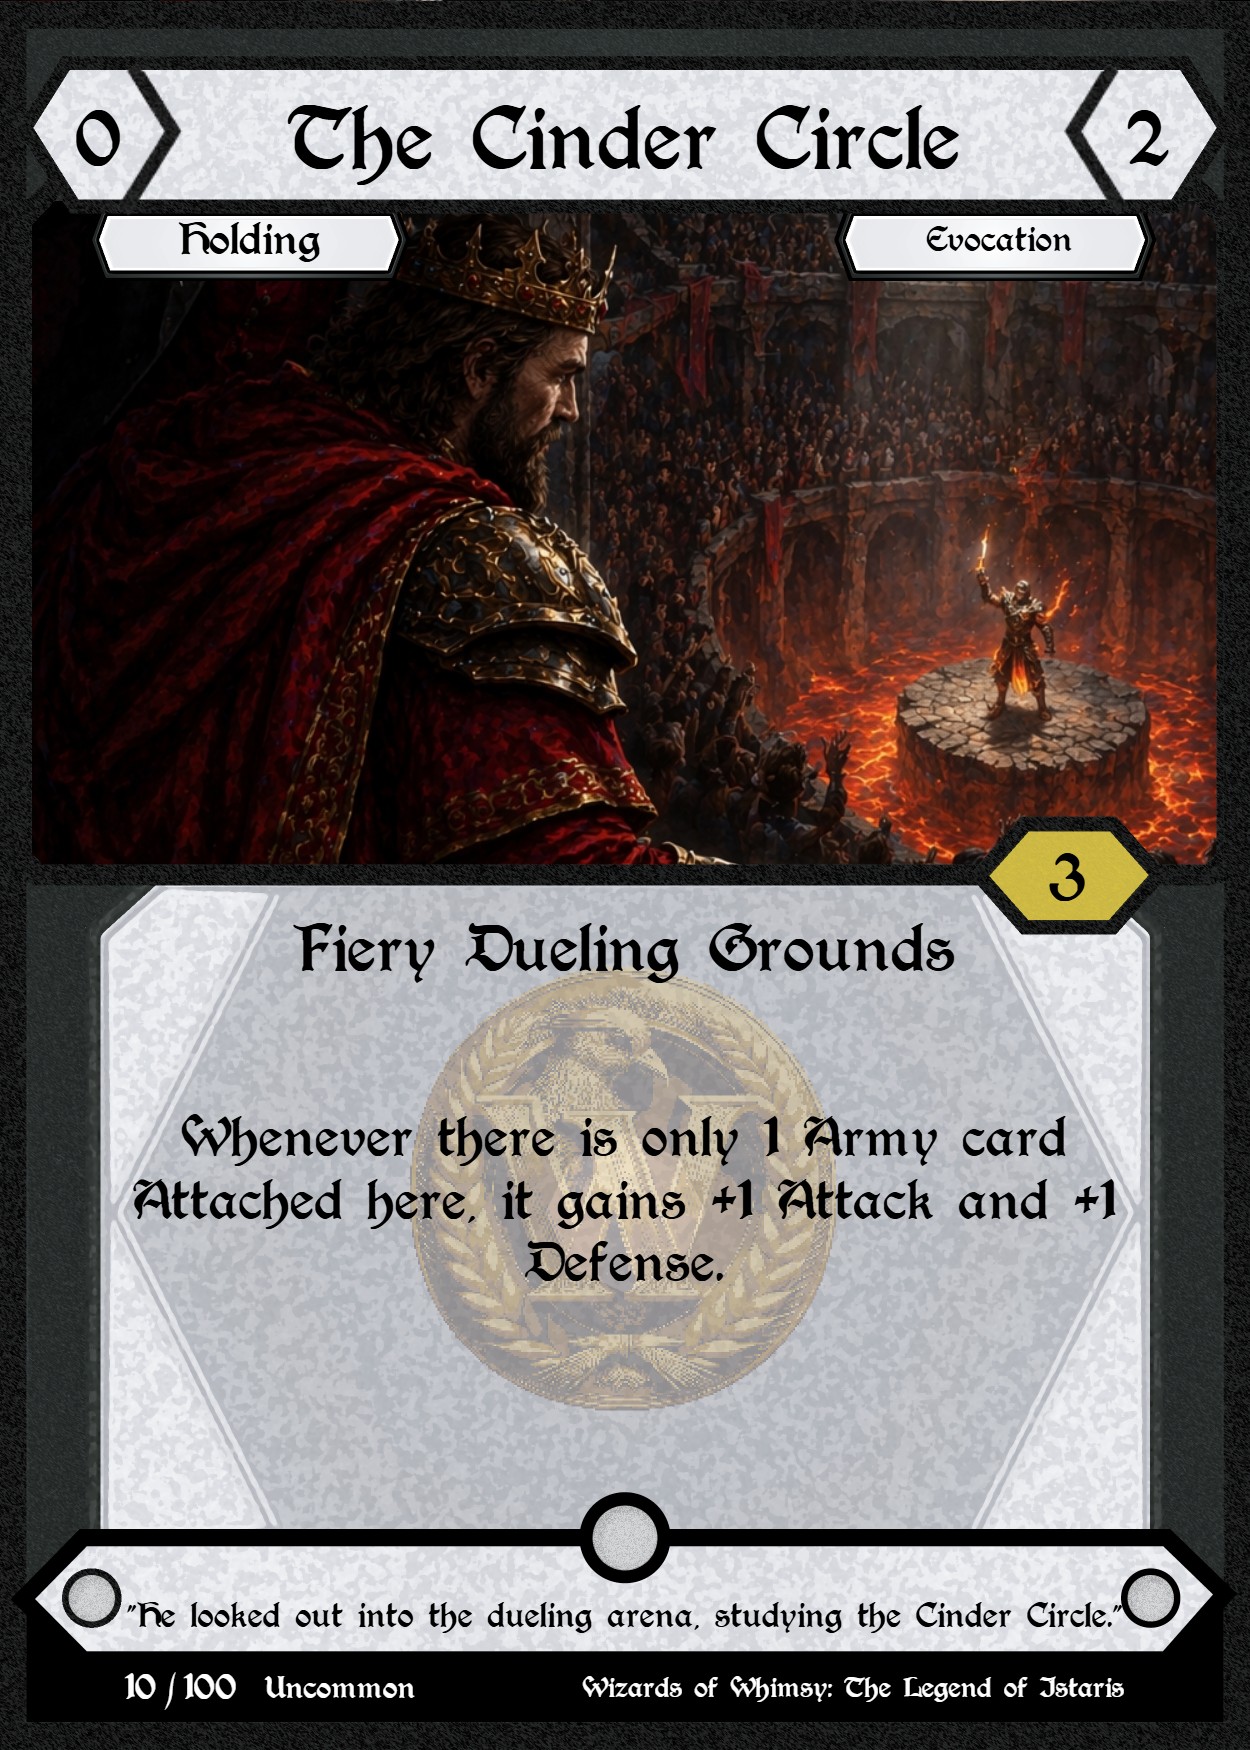 0 The Cinder Circle 2
Holding Evocation
3
Fiery Dueling Grounds
W
Whenever there is only 1 Army card
Attached here, it gains +1 Attack and +1
Defense.
"He looked out into the dueling arena, studying the Cinder Circle."
10 / 100 Uncommon Wizards of Whimsy: The Legend of Istaris